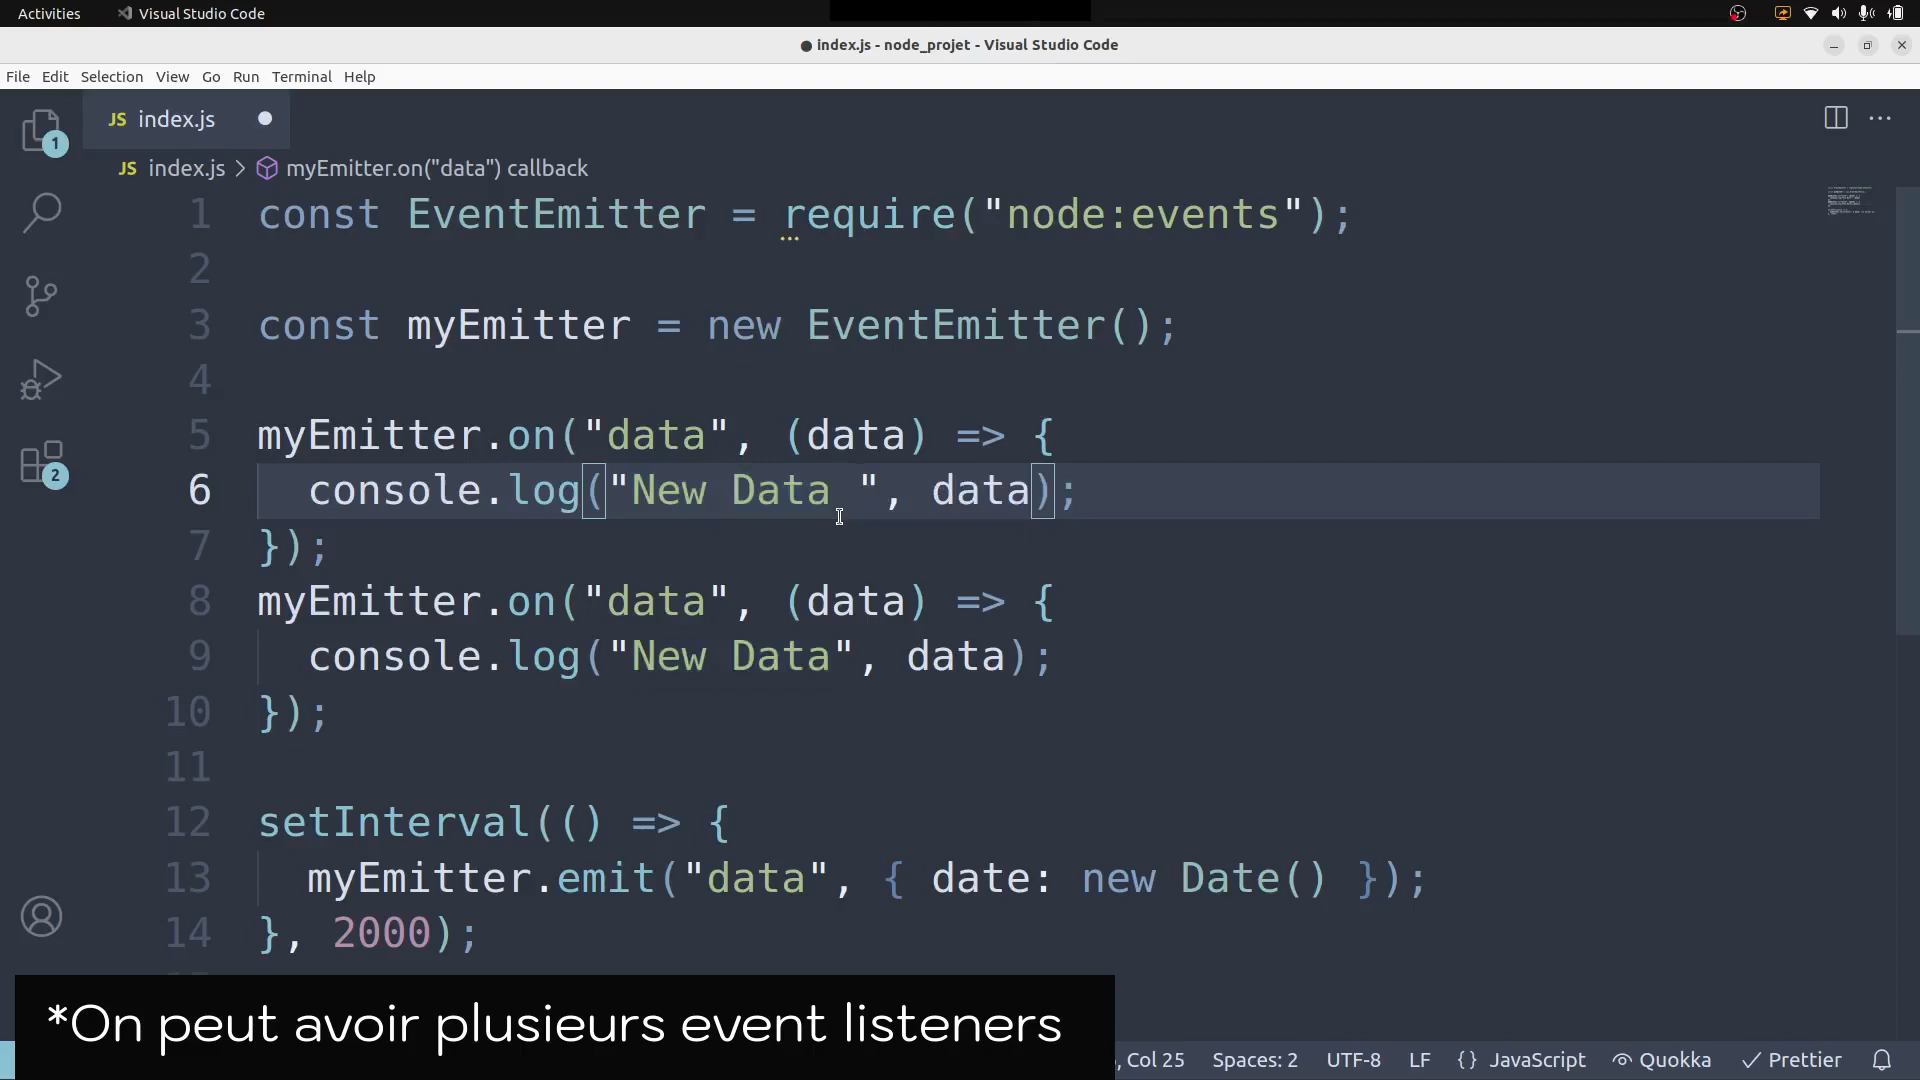 Activities Visual Studio Code
index.js - node_projet - Visual Studio Code
File Edit Selection View Go Run Terminal Help
1
JS index.js
JS index.js > myEmitter.on("data") callback
1 const EventEmitter = require("node:events");
2
3 const myEmitter = new EventEmitter();
4
5 myEmitter.on("data", (data) => {
6 console.log("New Data ", data);
2
7 });
8 myEmitter.on("data", (data) => {
9 console.log("New Data", data);
10 });
11
12 setInterval(() => {
13 myEmitter.emit("data", { date: new Date() });
14 }, 2000);
*On peut avoir plusieurs event listeners
, Col 25 Spaces: 2 UTF-8 LF {} JavaScript Quokka Prettier